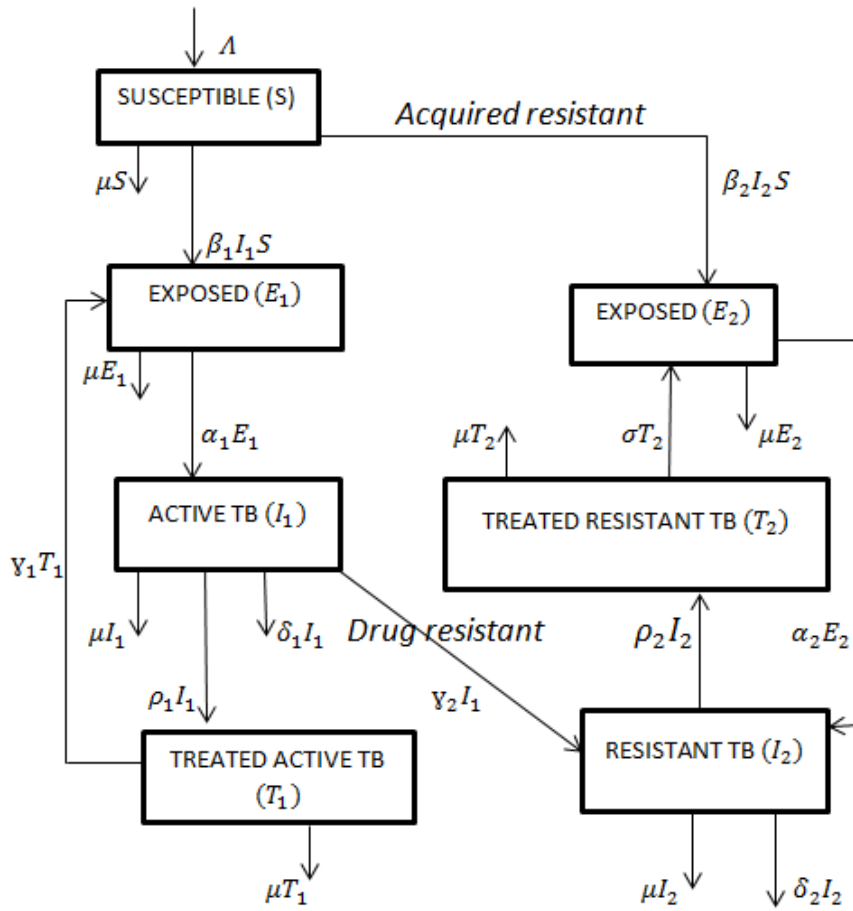 Λ
SUSCEPTIBLE (S)
Acquired resistant
μS
β₂I₂S
β₁I₁S
EXPOSED (E₁)
EXPOSED (E₂)
μE₁
α₁E₁
μT₂
σT₂
μE₂
ACTIVE TB (I₁)
TREATED RESISTANT TB (T₂)
ɣ₁T₁
μI₁
δ₁I₁
Drug resistant
ρ₂I₂
α₂E₂
ρ₁I₁
ɣ₂I₁
TREATED ACTIVE TB
(T₁)
RESISTANT TB (I₂)
μT₁
μI₂
δ₂I₂